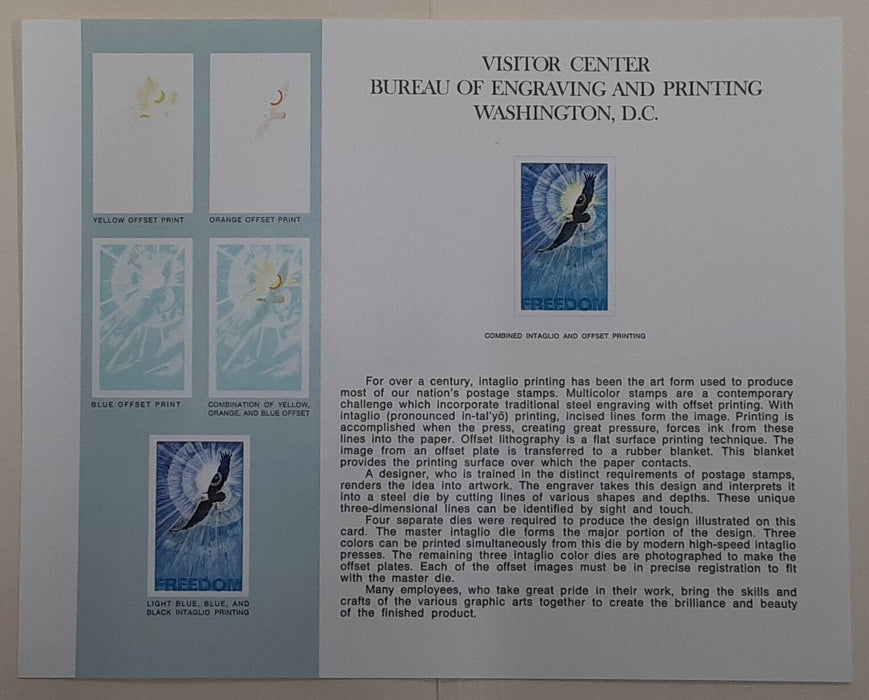 VISITOR CENTER
BUREAU OF ENGRAVING AND PRINTING
WASHINGTON, D.C.
YELLOW OFFSET PRINT
ORANGE OFFSET PRINT
BLUE OFFSET PRINT
COMBINATION OF YELLOW,
ORANGE, AND BLUE OFFSET
FREEDOM
LIGHT BLUE, BLUE, AND
BLACK INTAGLIO PRINTING
FREEDOM
COMBINED INTAGLIO AND OFFSET PRINTING
For over a century, intaglio printing has been the art form used to produce
most of our nation's postage stamps. Multicolor stamps are a contemporary
challenge which incorporate traditional steel engraving with offset printing. With
intaglio (pronounced in-tal'yō) printing, incised lines form the image. Printing is
accomplished when the press, creating great pressure, forces ink from these
lines into the paper. Offset lithography is a flat surface printing technique. The
image from an offset plate is transferred to a rubber blanket. This blanket
provides the printing surface over which the paper contacts.
A designer, who is trained in the distinct requirements of postage stamps,
renders the idea into artwork. The engraver takes this design and interprets it
into a steel die by cutting lines of various shapes and depths. These unique
three-dimensional lines can be identified by sight and touch.
Four separate dies were required to produce the design illustrated on this
card. The master intaglio die forms the major portion of the design. Three
colors can be printed simultaneously from this die by modern high-speed intaglio
presses. The remaining three intaglio color dies are photographed to make the
offset plates. Each of the offset images must be in precise registration to fit
with the master die.
Many employees, who take great pride in their work, bring the skills and
crafts of the various graphic arts together to create the brilliance and beauty
of the finished product.